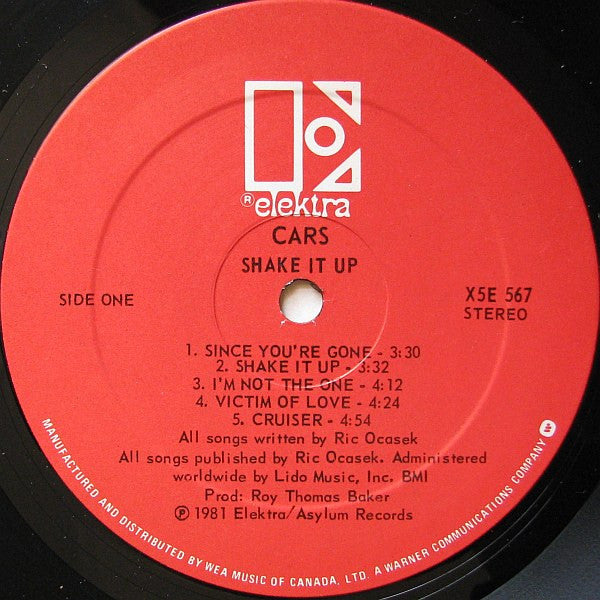 ® elektra
CARS
SHAKE IT UP
SIDE ONE
X5E 567
STEREO
1. SINCE YOU'RE GONE - 3:30
2. SHAKE IT UP - 3:32
3. I'M NOT THE ONE - 4:12
4. VICTIM OF LOVE - 4:24
5. CRUISER - 4:54
All songs written by Ric Ocasek
All songs published by Ric Ocasek. Administered
worldwide by Lido Music, Inc. BMI
Prod: Roy Thomas Baker
℗ 1981 Elektra/Asylum Records
MANUFACTURED AND DISTRIBUTED BY WEA MUSIC OF CANADA, LTD. A WARNER COMMUNICATIONS COMPANY